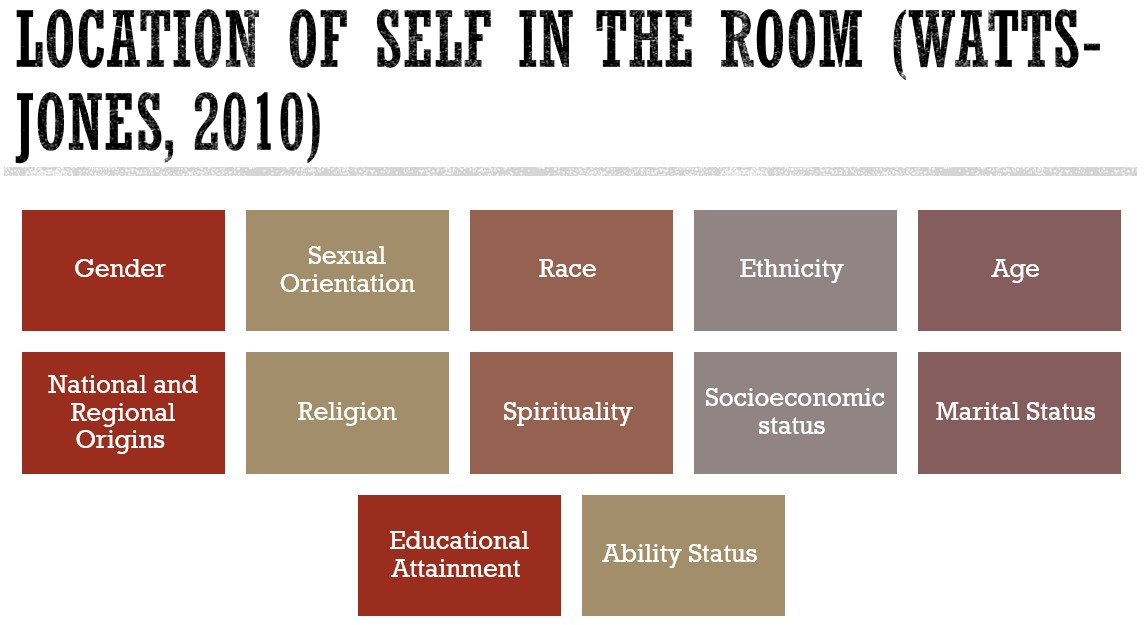 LOCATION OF SELF IN THE ROOM (WATTS-
JONES, 2010)
Gender
Sexual
Orientation
Race
Ethnicity
Age
National and
Regional
Origins
Religion
Spirituality
Socioeconomic
status
Marital Status
Educational
Attainment
Ability Status